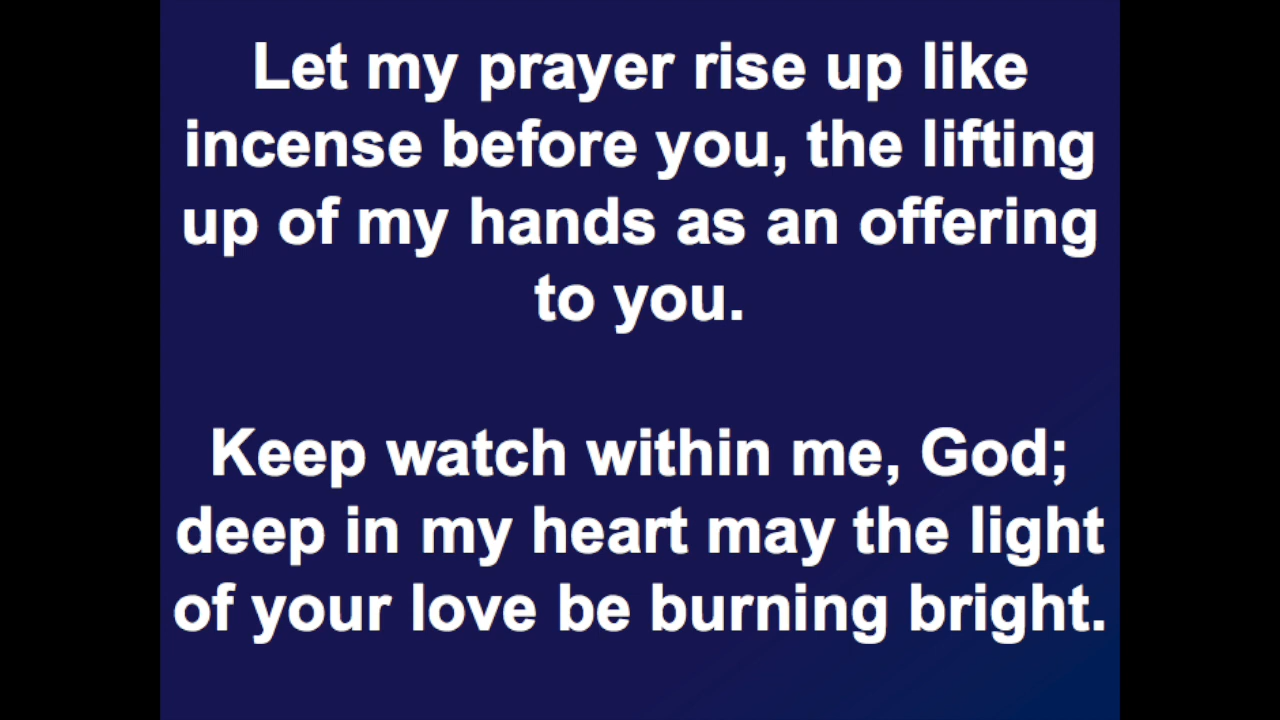 Let my prayer rise up like
incense before you, the lifting
up of my hands as an offering
to you.
Keep watch within me, God;
deep in my heart may the light
of your love be burning bright.